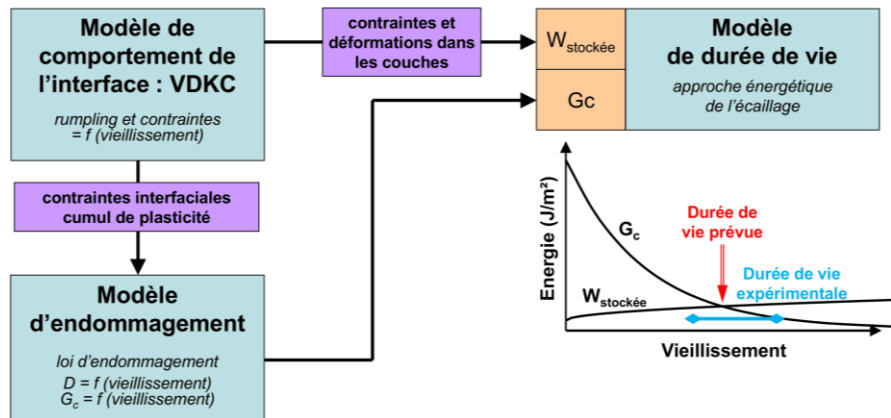 Modèle de
comportement de
l'interface : VDKC
rumpling et contraintes
= f (vieillissement)
contraintes et
déformations dans
les couches
Wstockée
Gc
Modèle
de durée de vie
approche énergétique
de l'écaillage
contraintes interfaciales
cumul de plasticité
Modèle
d'endommagement
loi d'endommagement
D = f (vieillissement)
Gc = f (vieillissement)
Energie (J/m²)
Gc
Durée de
vie prévue
Durée de vie
expérimentale
Wstockée
Vieillissement